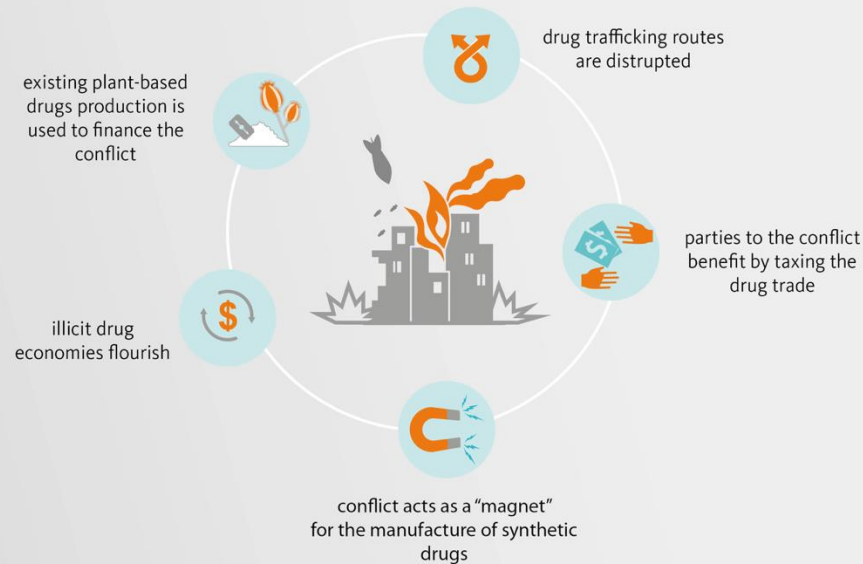 drug trafficking routes
are distrupted
existing plant-based
drugs production is
used to finance the
conflict
parties to the conflict
benefit by taxing the
drug trade
illicit drug
economies flourish
$
conflict acts as a “magnet”
for the manufacture of synthetic
drugs